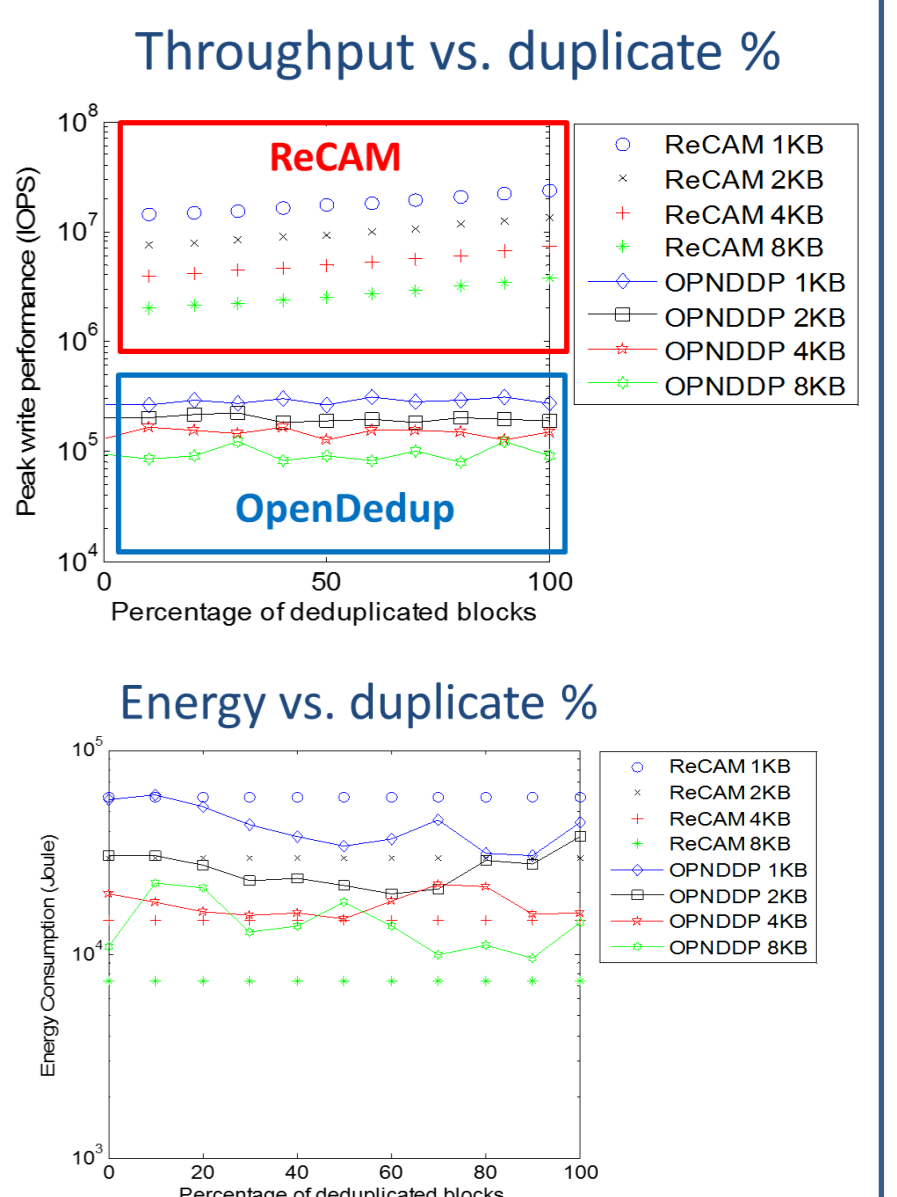 Throughput vs. duplicate %
10^8
10^7
10^6
10^5
10^4
Peak write performance (IOPS)
ReCAM
OpenDedup
0
50
100
Percentage of deduplicated blocks
ReCAM 1KB
ReCAM 2KB
ReCAM 4KB
ReCAM 8KB
OPNDDP 1KB
OPNDDP 2KB
OPNDDP 4KB
OPNDDP 8KB
Energy vs. duplicate %
10^5
10^4
10^3
Energy Consumption (Joule)
0
20
40
60
80
100
Percentage of deduplicated blocks
ReCAM 1KB
ReCAM 2KB
ReCAM 4KB
ReCAM 8KB
OPNDDP 1KB
OPNDDP 2KB
OPNDDP 4KB
OPNDDP 8KB